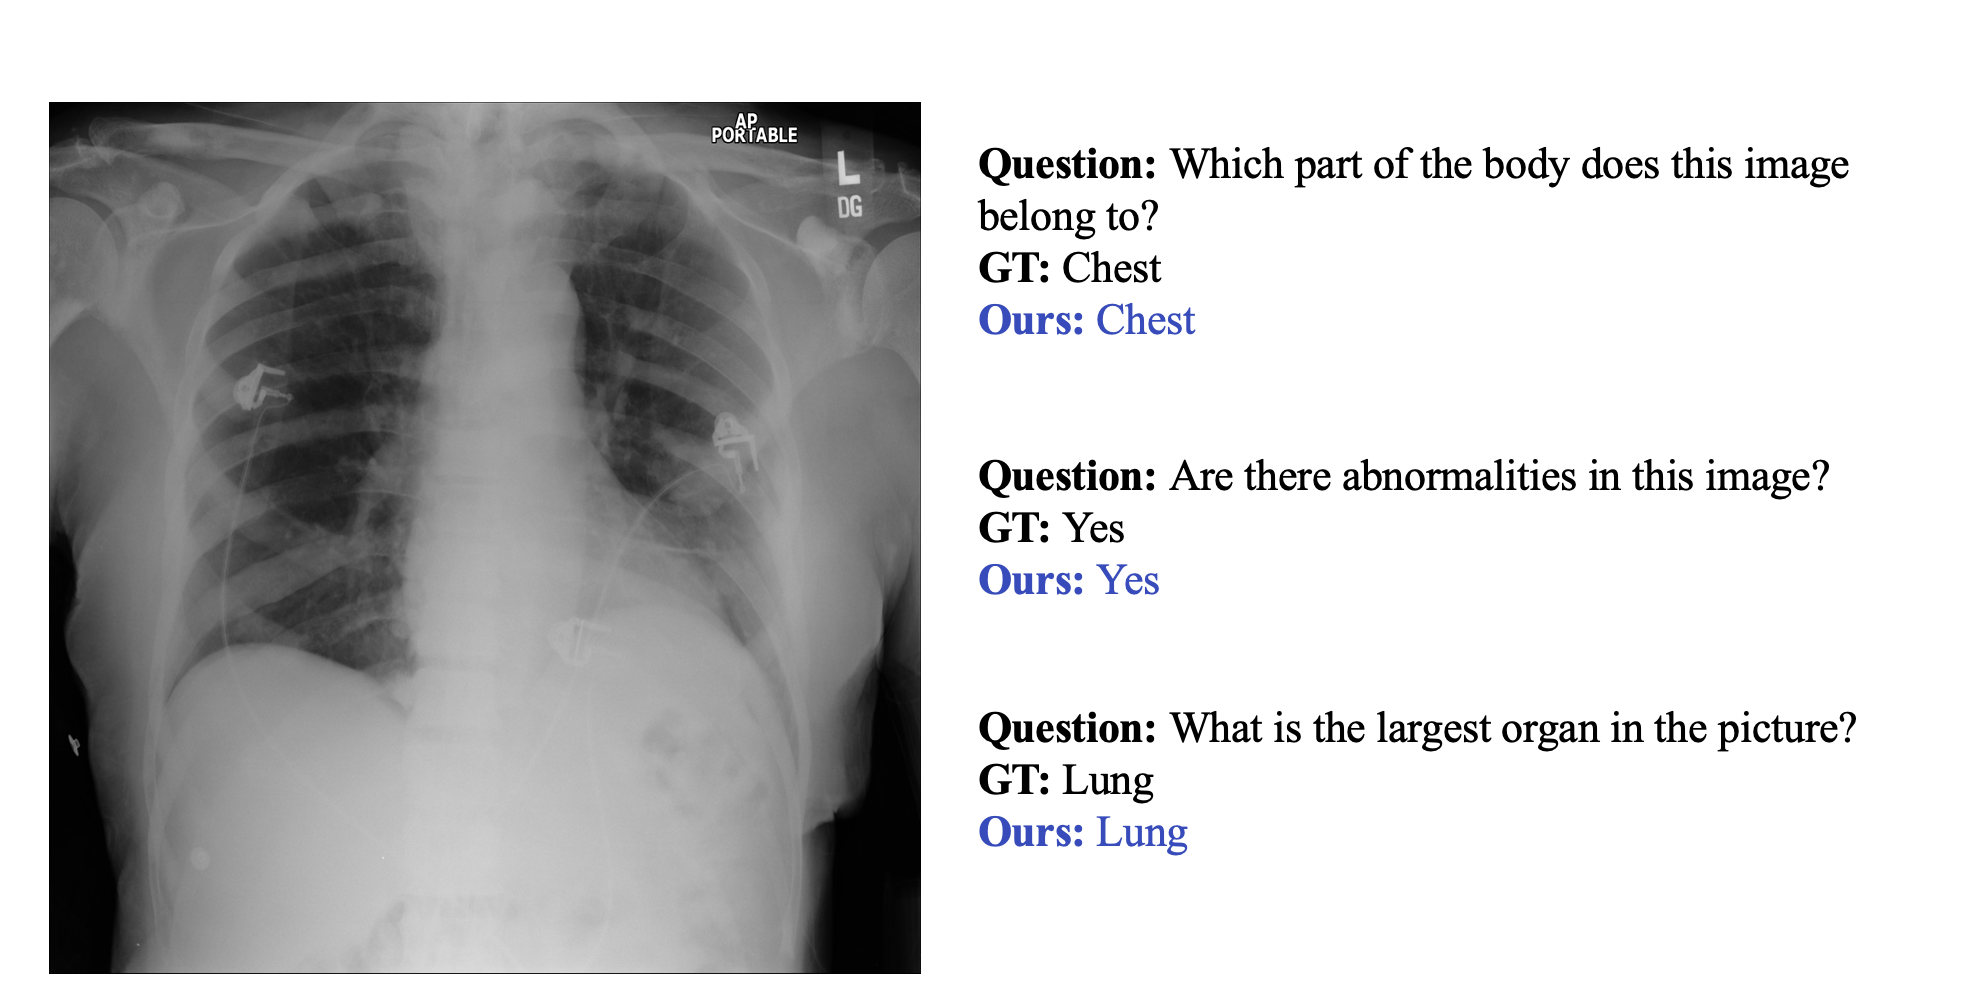 AP
PORTABLE
L
DG
Question: Which part of the body does this image
belong to?
GT: Chest
Ours: Chest
Question: Are there abnormalities in this image?
GT: Yes
Ours: Yes
Question: What is the largest organ in the picture?
GT: Lung
Ours: Lung